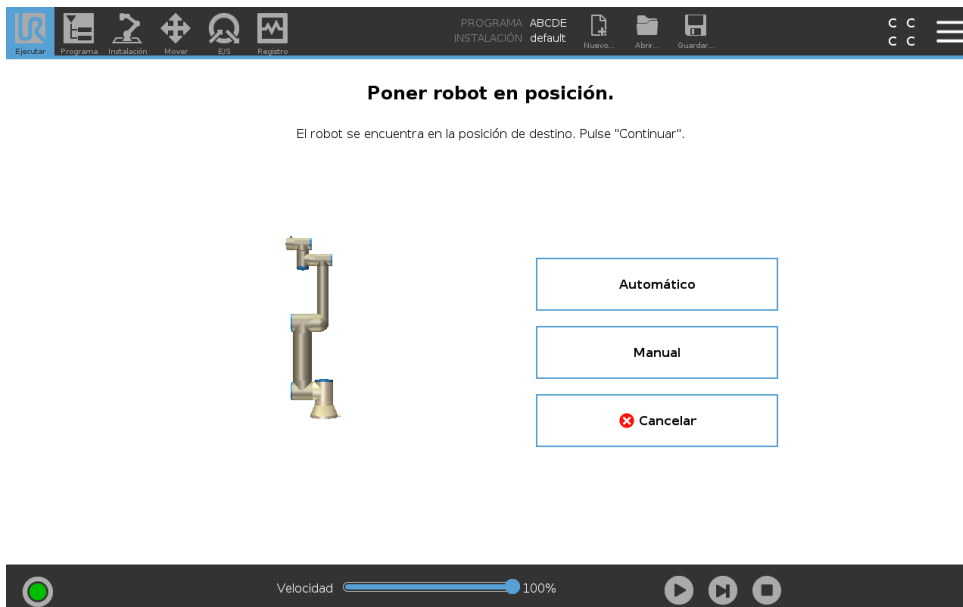 UR
Ejecutar
Programa
Instalación
Mover
E/S
Registro
PROGRAMA ABCDE
INSTALACIÓN default
Nuevo...
Abrir...
Guardar...
C C
C C
Poner robot en posición.
El robot se encuentra en la posición de destino. Pulse "Continuar".
Automático
Manual
Cancelar
Velocidad 100%